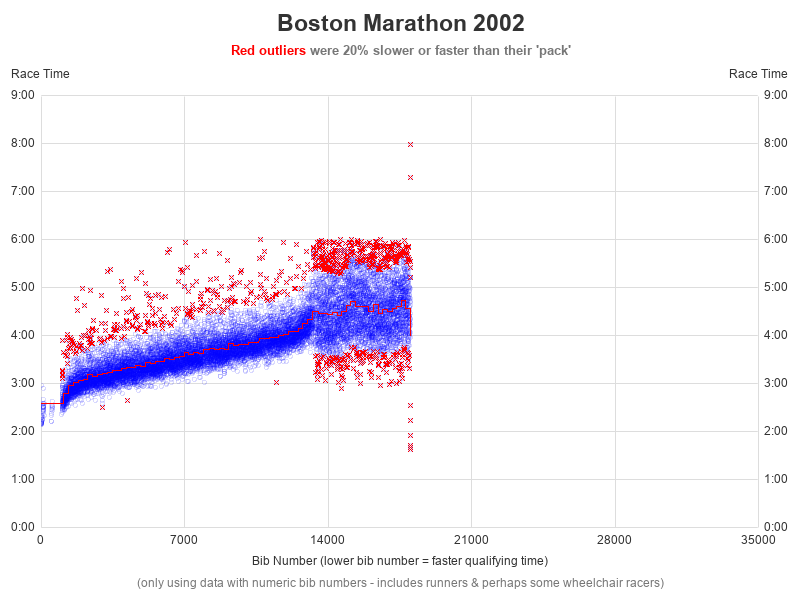 Boston Marathon 2002
Red outliers were 20% slower or faster than their 'pack'
Race Time Race Time
9:00 9:00
8:00 8:00
7:00 7:00
6:00 6:00
5:00 5:00
4:00 4:00
3:00 3:00
2:00 2:00
1:00 1:00
0:00 0:00
0 7000 14000 21000 28000 35000
Bib Number (lower bib number = faster qualifying time)
(only using data with numeric bib numbers - includes runners & perhaps some wheelchair racers)